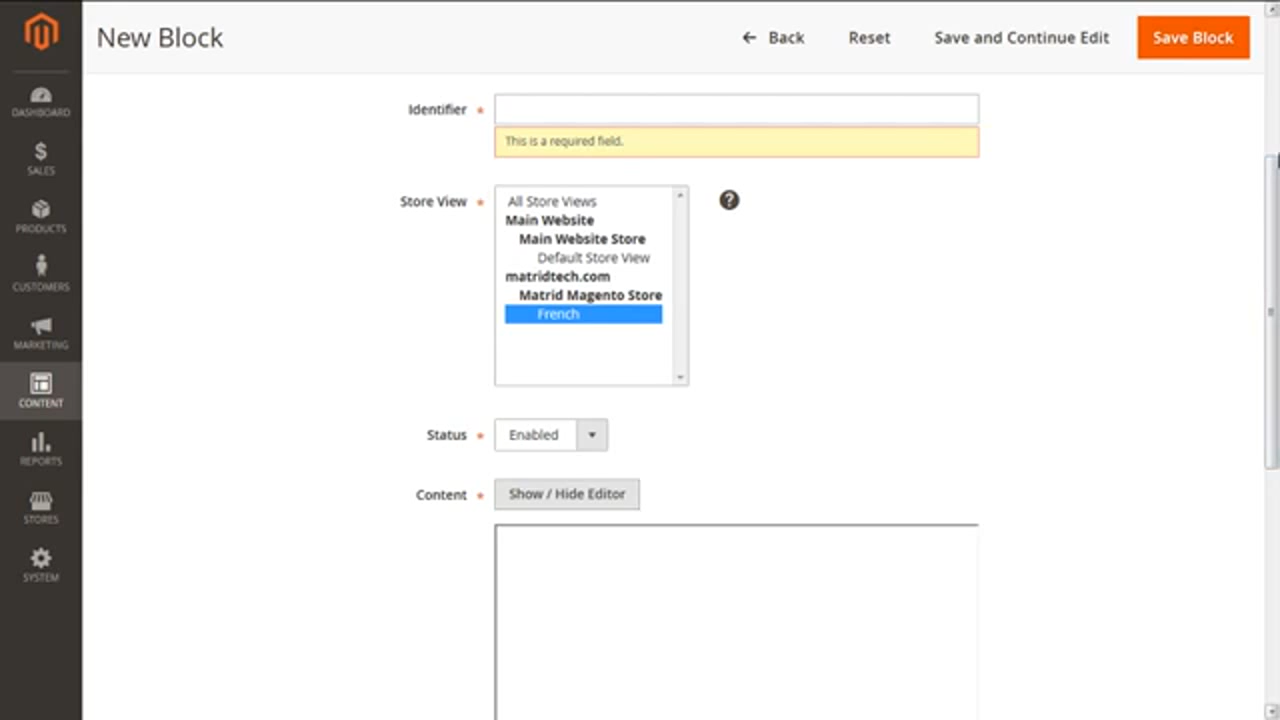 New Block
Back
Reset
Save and Continue Edit
Save Block
DASHBOARD
SALES
PRODUCTS
CUSTOMERS
MARKETING
CONTENT
REPORTS
STORES
SYSTEM
Identifier *
This is a required field.
Store View *
All Store Views
Main Website
Main Website Store
Default Store View
matridtech.com
Matrid Magento Store
French
?
Status *
Enabled
Content *
Show / Hide Editor